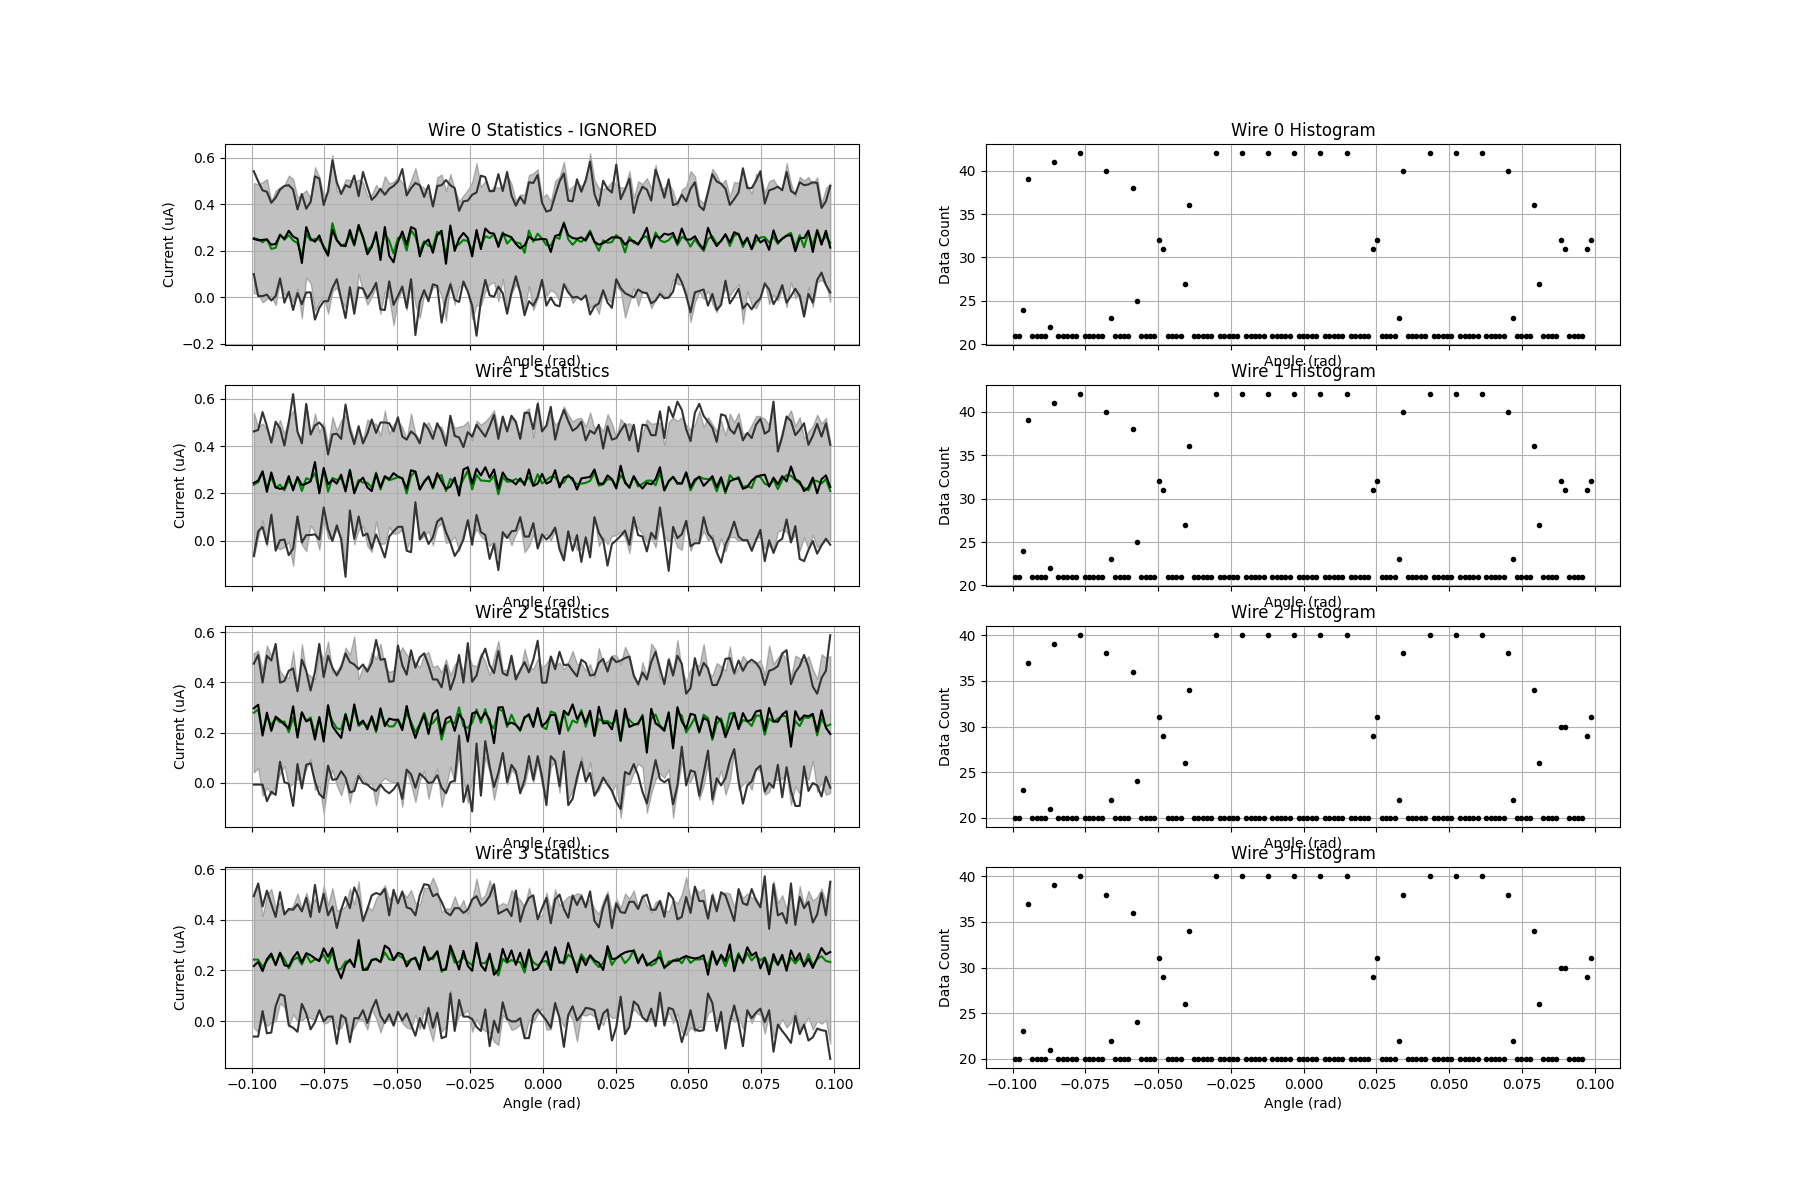 Wire 0 Statistics - IGNORED
Current (uA)
0.6
0.4
0.2
0.0
−0.2
Angle (rad)
Wire 0 Histogram
Data Count
40
35
30
25
20
Angle (rad)
Wire 1 Statistics
Current (uA)
0.6
0.4
0.2
0.0
Angle (rad)
Wire 1 Histogram
Data Count
40
35
30
25
20
Angle (rad)
Wire 2 Statistics
Current (uA)
0.6
0.4
0.2
0.0
Angle (rad)
Wire 2 Histogram
Data Count
40
35
30
25
20
Angle (rad)
Wire 3 Statistics
Current (uA)
0.6
0.4
0.2
0.0
−0.100 −0.075 −0.050 −0.025 0.000 0.025 0.050 0.075 0.100
Angle (rad)
Wire 3 Histogram
Data Count
40
35
30
25
20
−0.100 −0.075 −0.050 −0.025 0.000 0.025 0.050 0.075 0.100
Angle (rad)